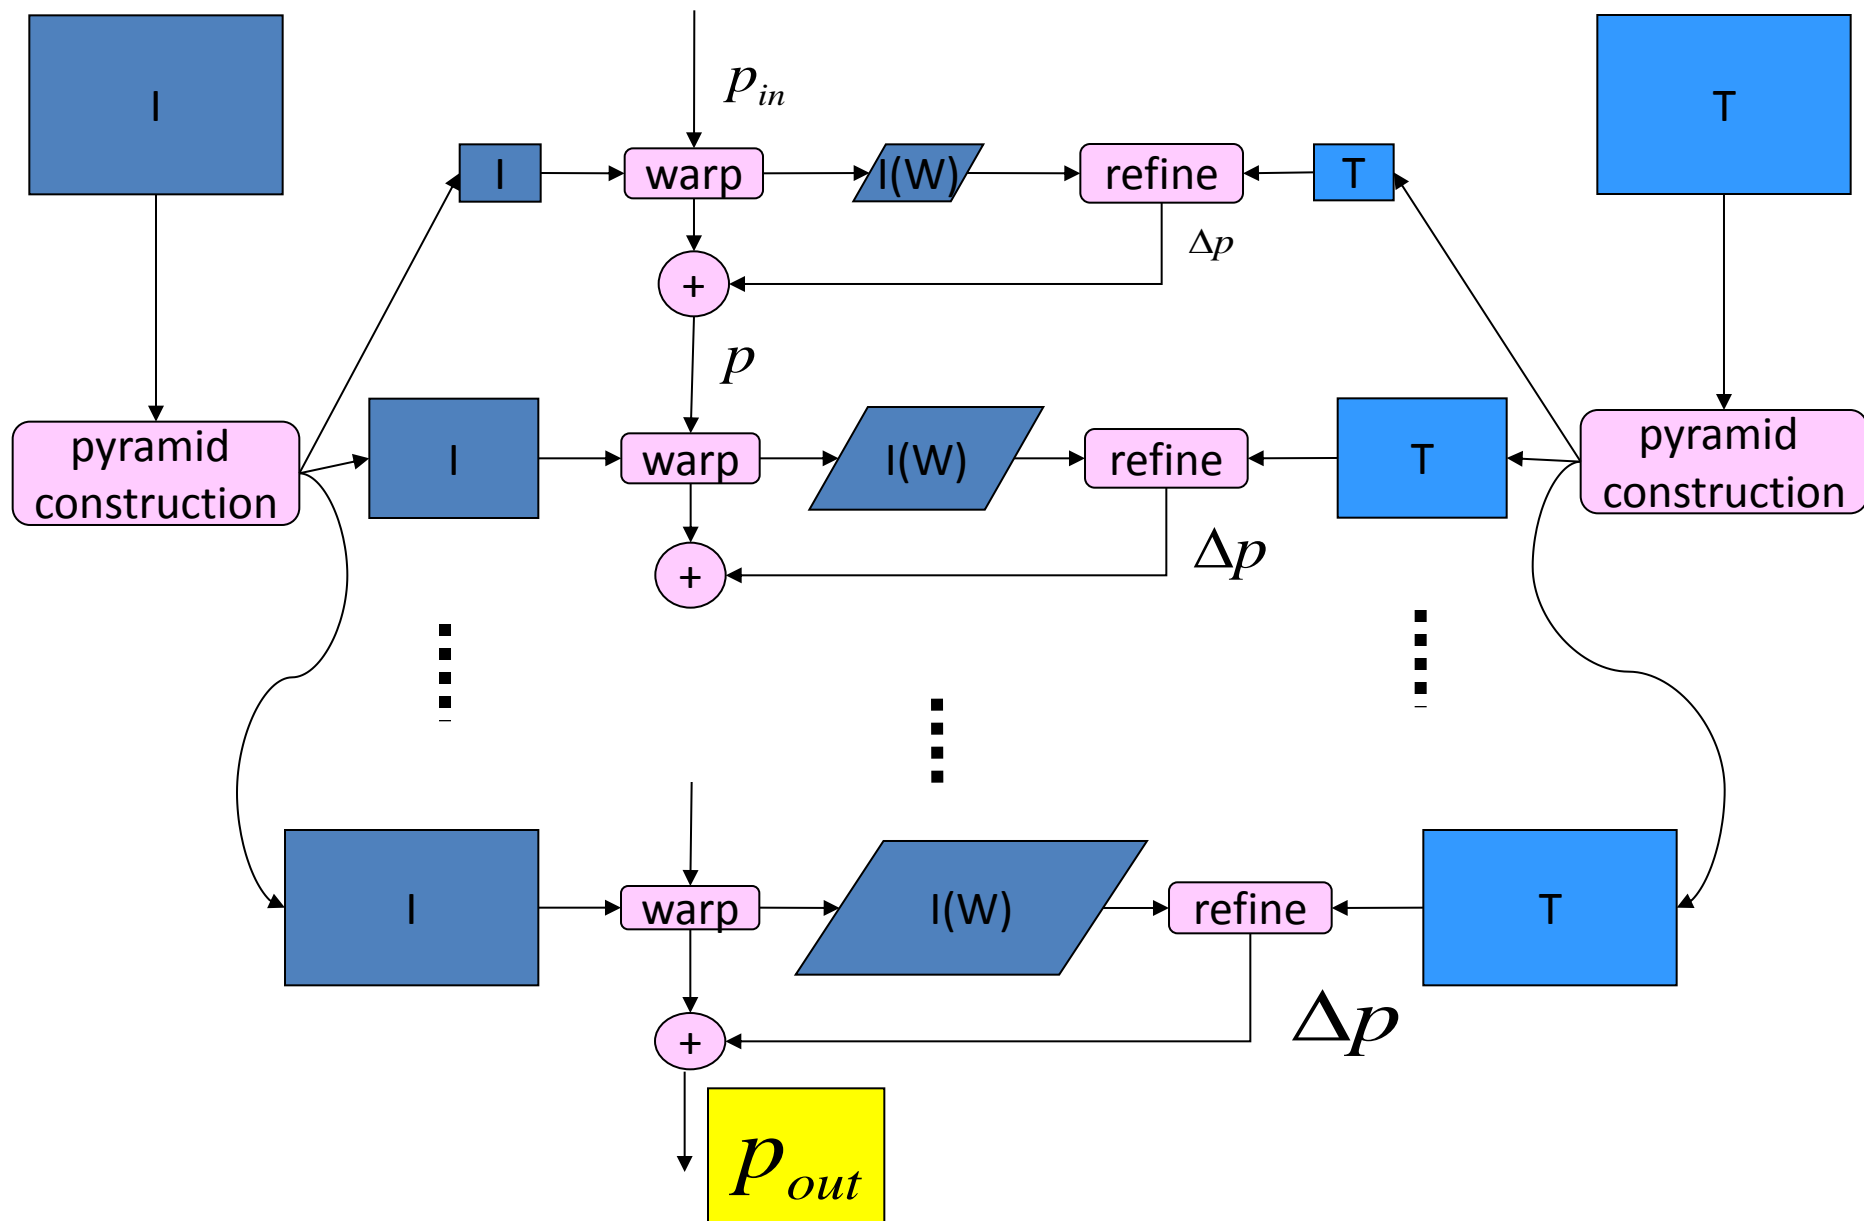 I
T
p_in
I
warp
I(W)
refine
T
Δp
+
p
pyramid
construction
I
warp
I(W)
refine
T
pyramid
construction
Δp
+
I
warp
I(W)
refine
T
Δp
+
p_out